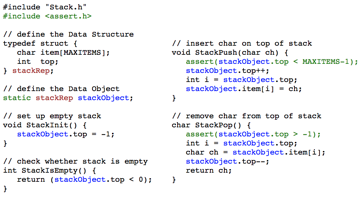 #include "Stack.h"
#include <assert.h>
// define the Data Structure
typedef struct {
char item[MAXITEMS];
int top;
} stackRep;
// define the Data Object
static stackRep stackObject;
// set up empty stack
void StackInit() {
stackObject.top = -1;
}
// check whether stack is empty
int StackIsEmpty() {
return (stackObject.top < 0);
}
// insert char on top of stack
void StackPush(char ch) {
assert(stackObject.top < MAXITEMS-1);
stackObject.top++;
int i = stackObject.top;
stackObject.item[i] = ch;
}
// remove char from top of stack
char StackPop() {
assert(stackObject.top > -1);
int i = stackObject.top;
char ch = stackObject.item[i];
stackObject.top--;
return ch;
}